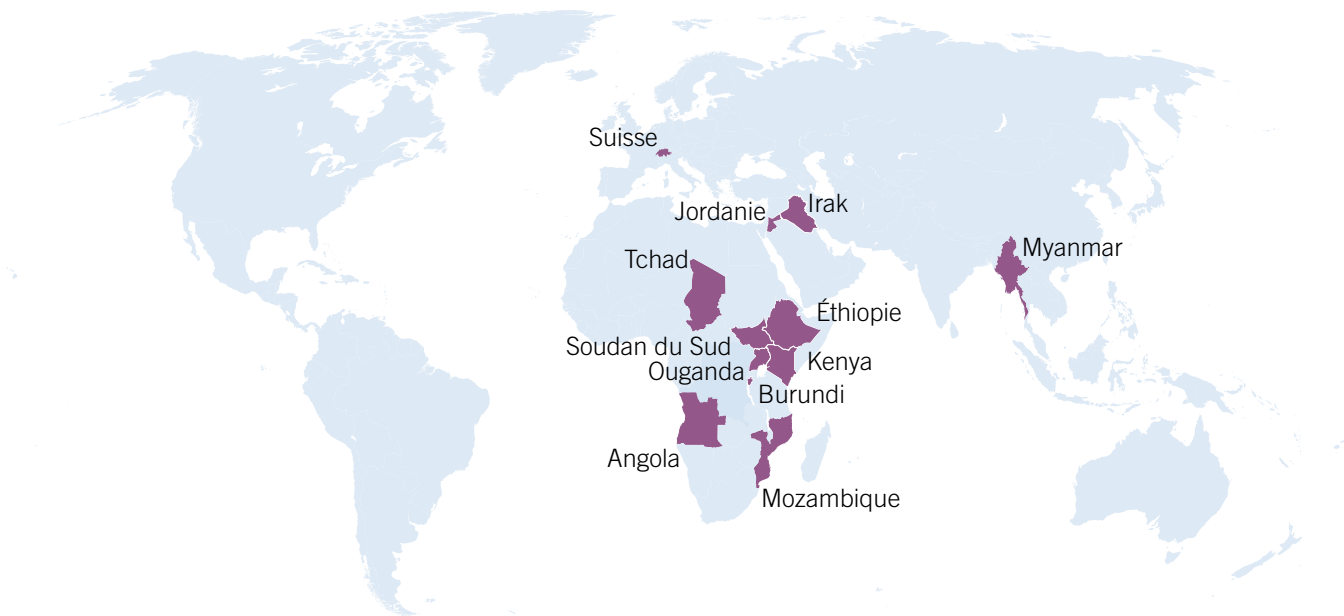 Suisse
Jordanie
Irak
Myanmar
Tchad
Éthiopie
Soudan du Sud
Ouganda
Kenya
Burundi
Angola
Mozambique